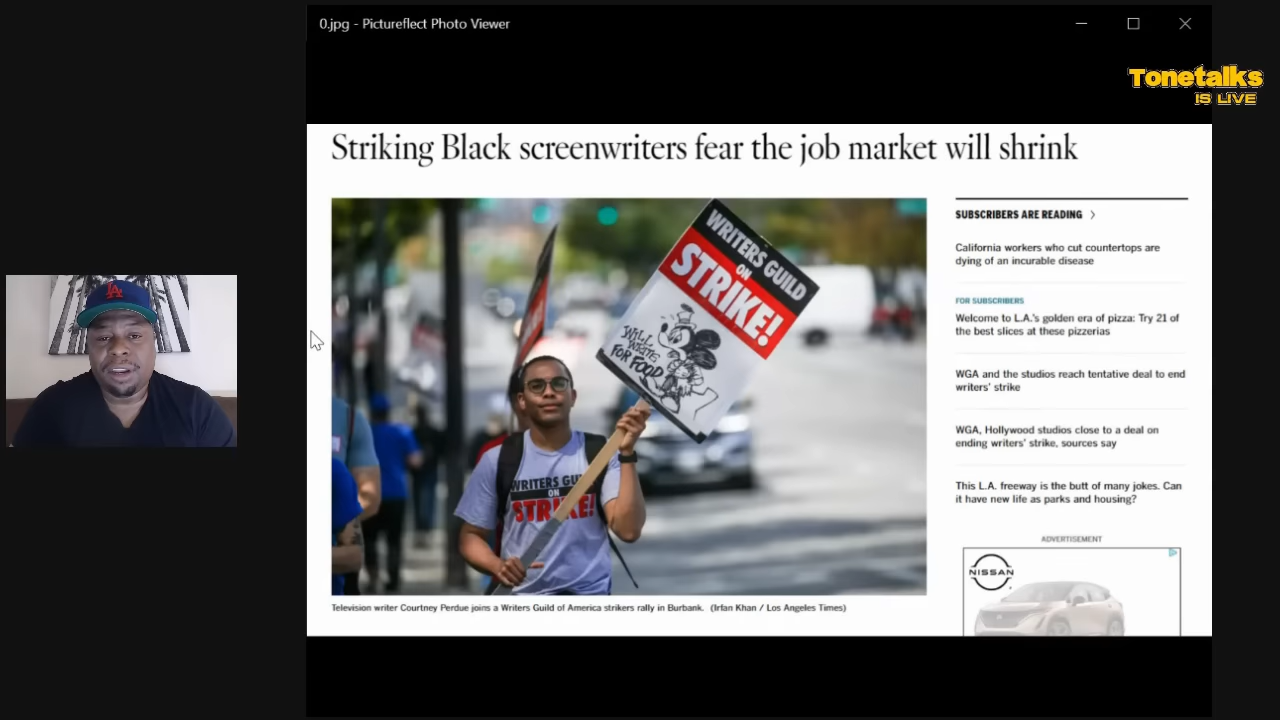 0.jpg - Pictureflect Photo Viewer
Tonetalks
IS LIVE
Striking Black screenwriters fear the job market will shrink
WRITERS GUILD
ON
STRIKE!
WILL
WRITE
FOR FOOD
WRITERS GUI
ON
STRIKE!
LA
SUBSCRIBERS ARE READING >
California workers who cut countertops are
dying of an incurable disease
FOR SUBSCRIBERS
Welcome to L.A.'s golden era of pizza: Try 21 of
the best slices at these pizzerias
WGA and the studios reach tentative deal to end
writers' strike
WGA, Hollywood studios close to a deal on
ending writers' strike, sources say
This L.A. freeway is the butt of many jokes. Can
it have new life as parks and housing?
ADVERTISEMENT
NISSAN
Television writer Courtney Perdue joins a Writers Guild of America strikers rally in Burbank. (Irfan Khan / Los Angeles Times)